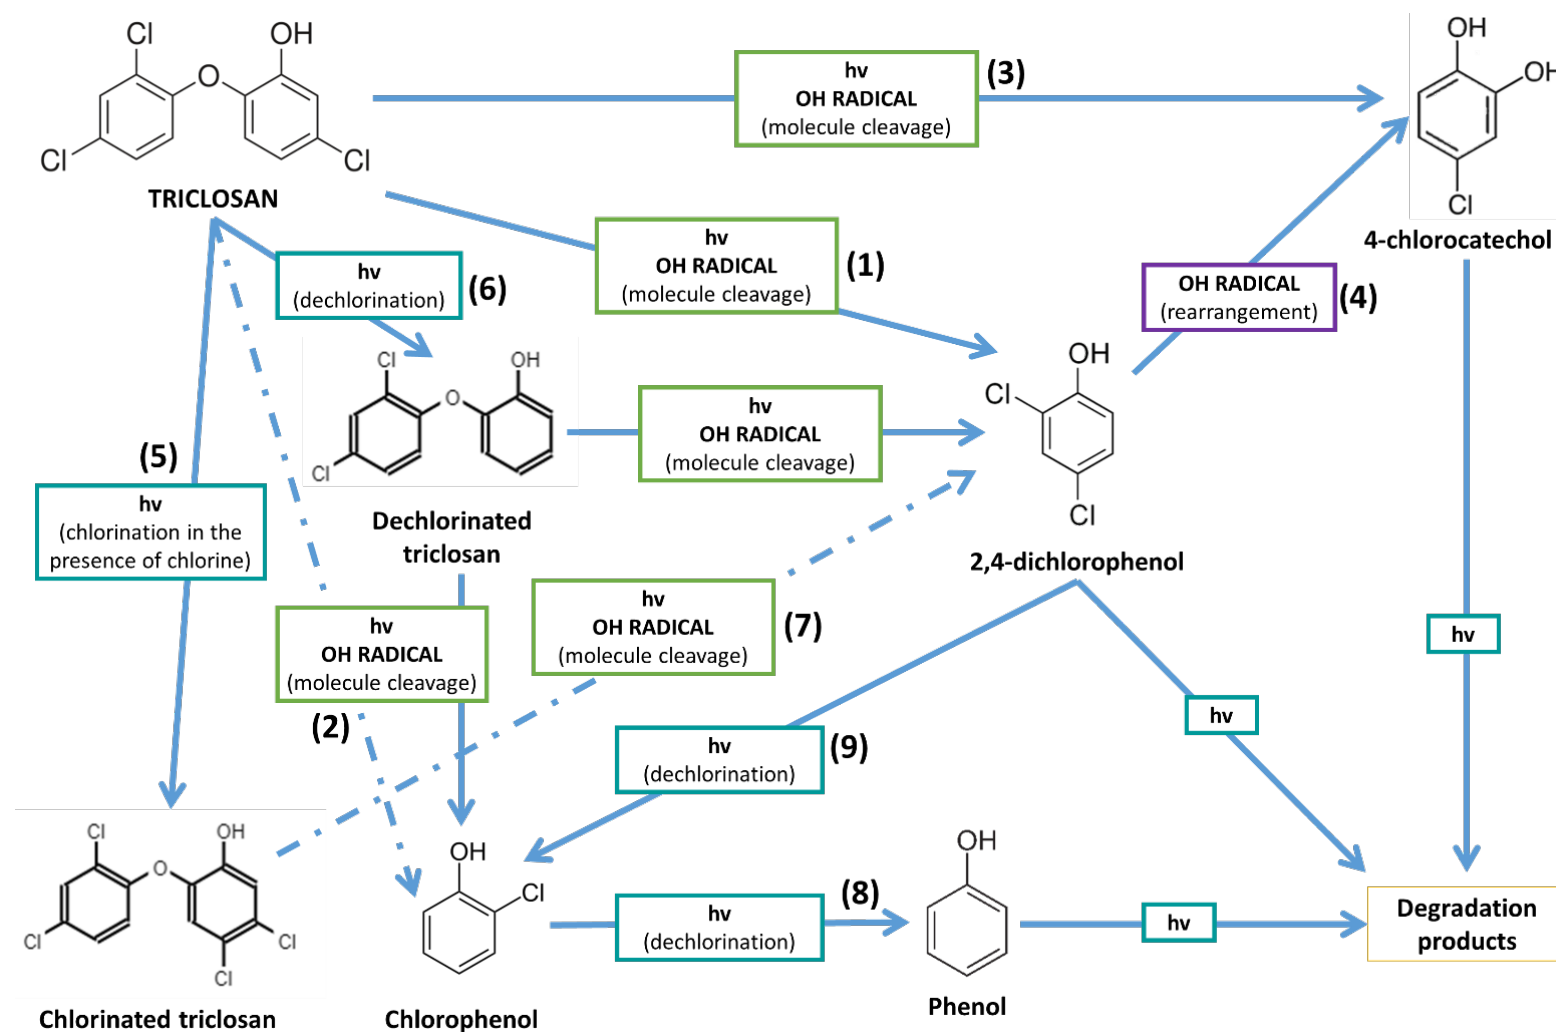 Cl
OH
O
Cl
Cl
TRICLOSAN
hv
OH RADICAL
(molecule cleavage)
(3)
OH
OH
Cl
4-chlorocatechol
hv
OH RADICAL
(molecule cleavage)
(1)
hv
(dechlorination)
(6)
OH RADICAL
(rearrangement)
(4)
Cl
OH
O
Cl
Dechlorinated
triclosan
hv
OH RADICAL
(molecule cleavage)
OH
Cl
Cl
2,4-dichlorophenol
(5)
hv
(chlorination in the
presence of chlorine)
hv
OH RADICAL
(molecule cleavage)
(2)
hv
OH RADICAL
(molecule cleavage)
(7)
hv
(dechlorination)
(9)
hv
hv
Cl
OH
O
Cl
Cl
Cl
Chlorinated triclosan
OH
Cl
Chlorophenol
hv
(dechlorination)
(8)
OH
Phenol
hv
Degradation
products